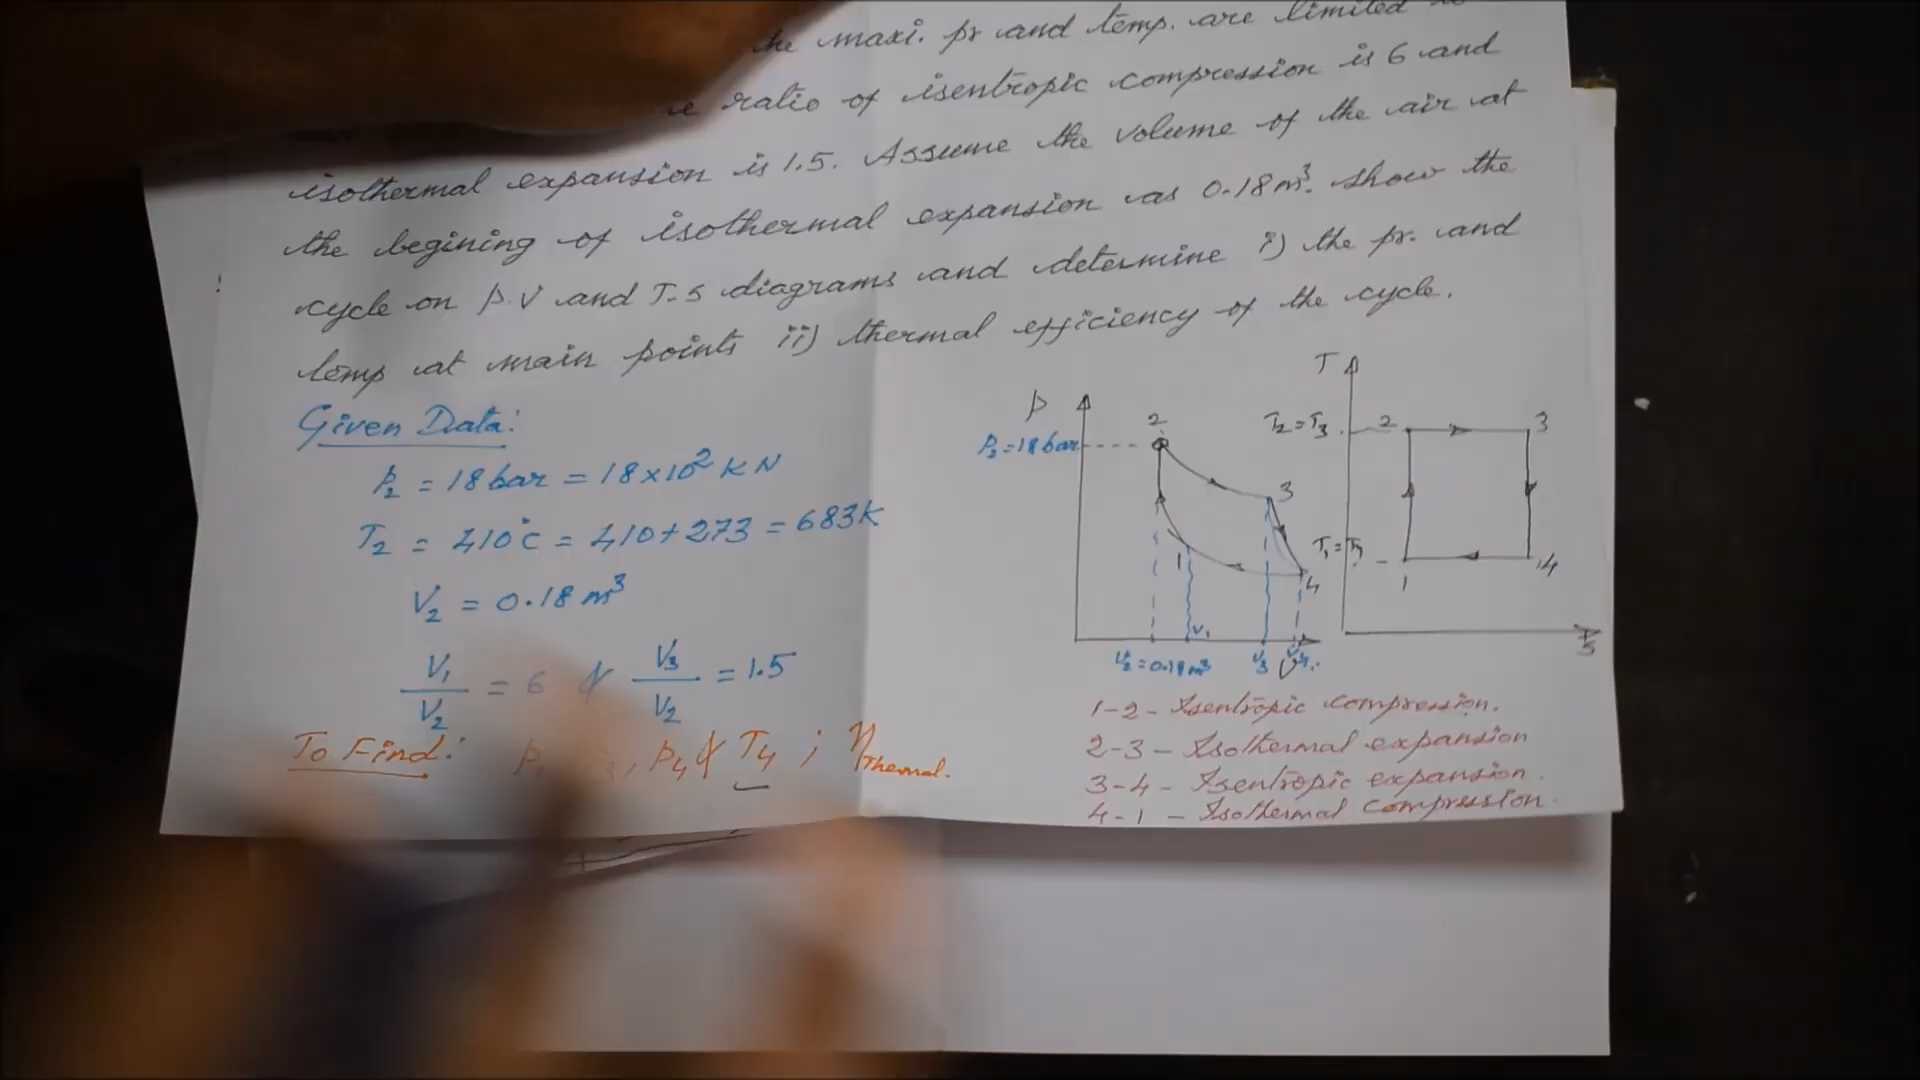 the maxi. pr and temp. are limited
ratio of isentropic compression is 6 and
isothermal expansion is 1.5. Assume the volume of the air at
the begining of isothermal expansion as 0.18m³. show the
cycle on p.v and T-s diagrams and determine i) the pr. and
temp at main points ii) thermal efficiency of the cycle.
Given Data:
P₂ = 18 bar = 18×10² KN
T₂ = 410°C = 410+273 = 683K
V₂ = 0.18 m³
V₁/V₂ = 6 & V₃/V₂ = 1.5
To Find: P₄ & T₄ ; ηThermal.
p
P₂=18bar
2
3
1
4
V₁
V₂=0.18m³
V₃
V₄
T
T₂=T₃
2
3
T₁=T₄
1
4
S
1-2 - Isentropic compression.
2-3 - Isothermal expansion
3-4 - Isentropic expansion.
4-1 - Isothermal compression.